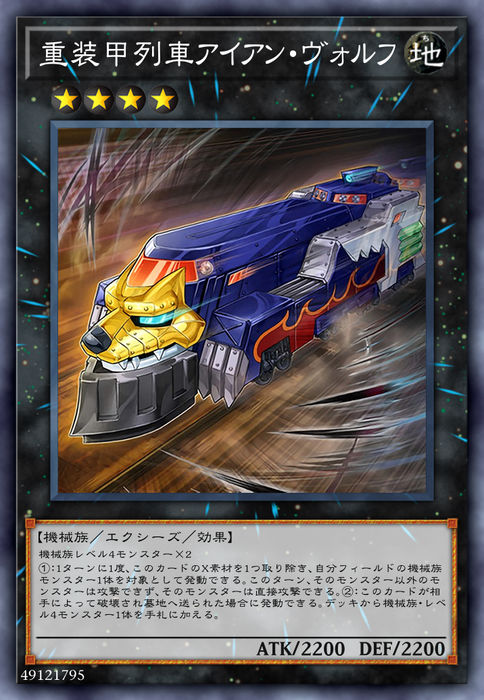 重装甲列車アイアン・ヴォルフ
地
ち
【機械族／エクシーズ／効果】
機械族レベル4モンスター×2
①:1ターンに1度、このカードのX素材を1つ取り除き、自分フィールドの機械族
モンスター1体を対象として発動できる。このターン、そのモンスター以外のモン
スターは攻撃できず、そのモンスターは直接攻撃できる。②:このカードが相
手によって破壊され墓地へ送られた場合に発動できる。デッキから機械族・レベ
ル4モンスター1体を手札に加える。
ATK/2200 DEF/2200
49121795